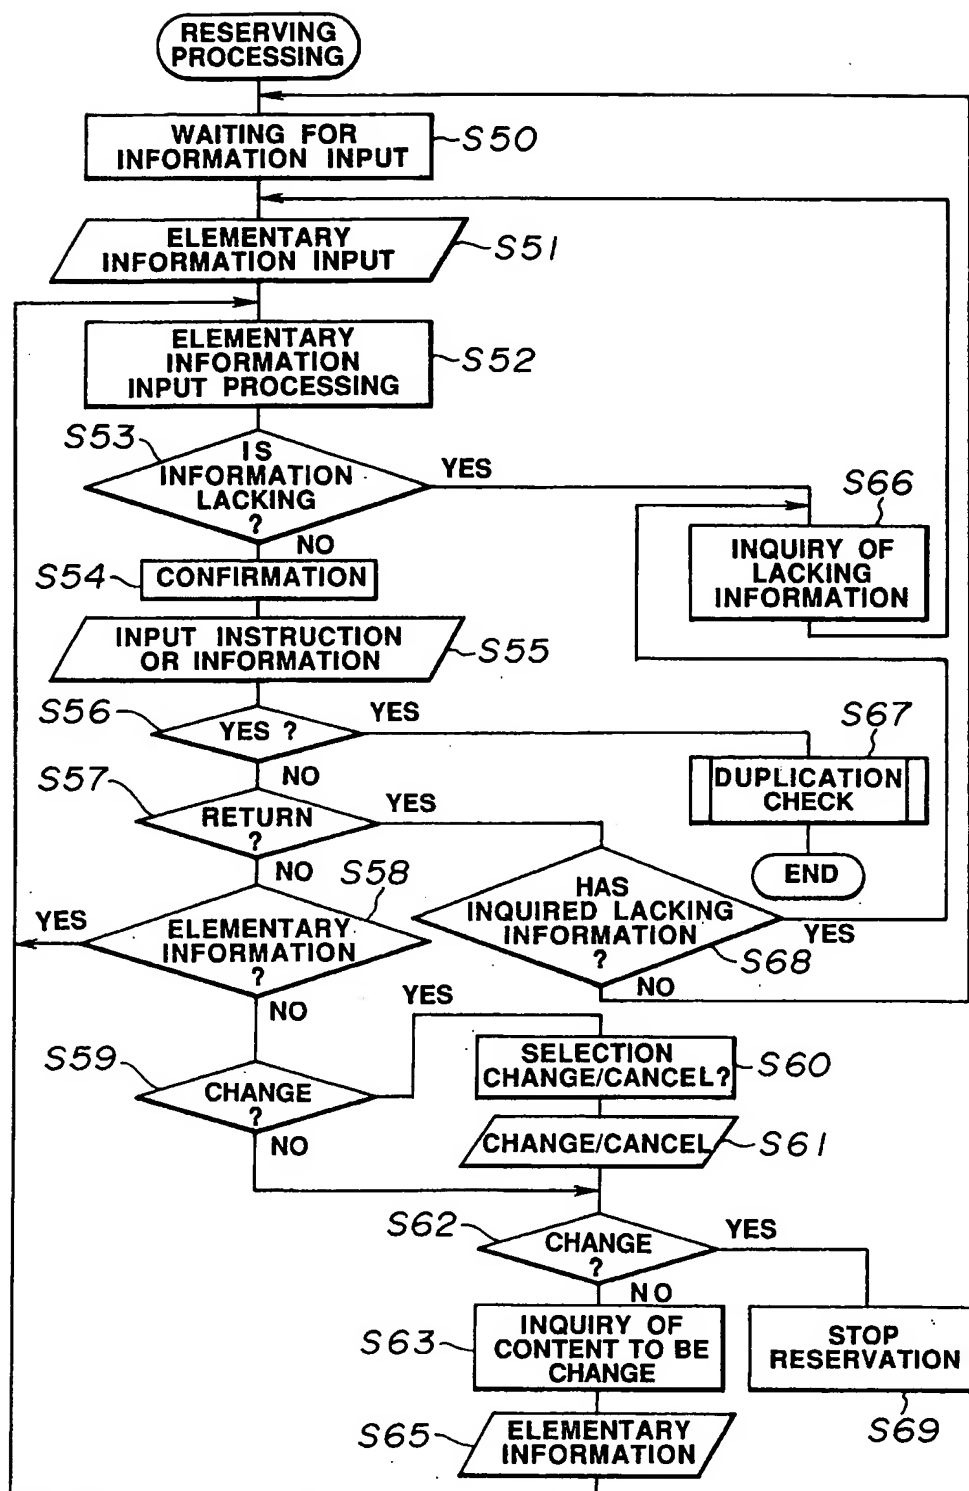 RESERVING
PROCESSING
WAITING FOR
INFORMATION INPUT
S50
ELEMENTARY
INFORMATION INPUT
S51
ELEMENTARY
INFORMATION
INPUT PROCESSING
S52
S53
IS
INFORMATION
LACKING
?
YES
NO
S66
INQUIRY OF
LACKING
INFORMATION
S54
CONFIRMATION
INPUT INSTRUCTION
OR INFORMATION
S55
S56
YES ?
YES
NO
S67
DUPLICATION
CHECK
END
S57
RETURN
?
YES
NO
S58
ELEMENTARY
INFORMATION
?
YES
NO
HAS
INQUIRED LACKING
INFORMATION
?
YES
S68
NO
S59
CHANGE
?
YES
NO
SELECTION
CHANGE/CANCEL?
S60
CHANGE/CANCEL
S61
S62
CHANGE
?
YES
NO
S63
INQUIRY OF
CONTENT TO BE
CHANGE
STOP
RESERVATION
S69
S65
ELEMENTARY
INFORMATION